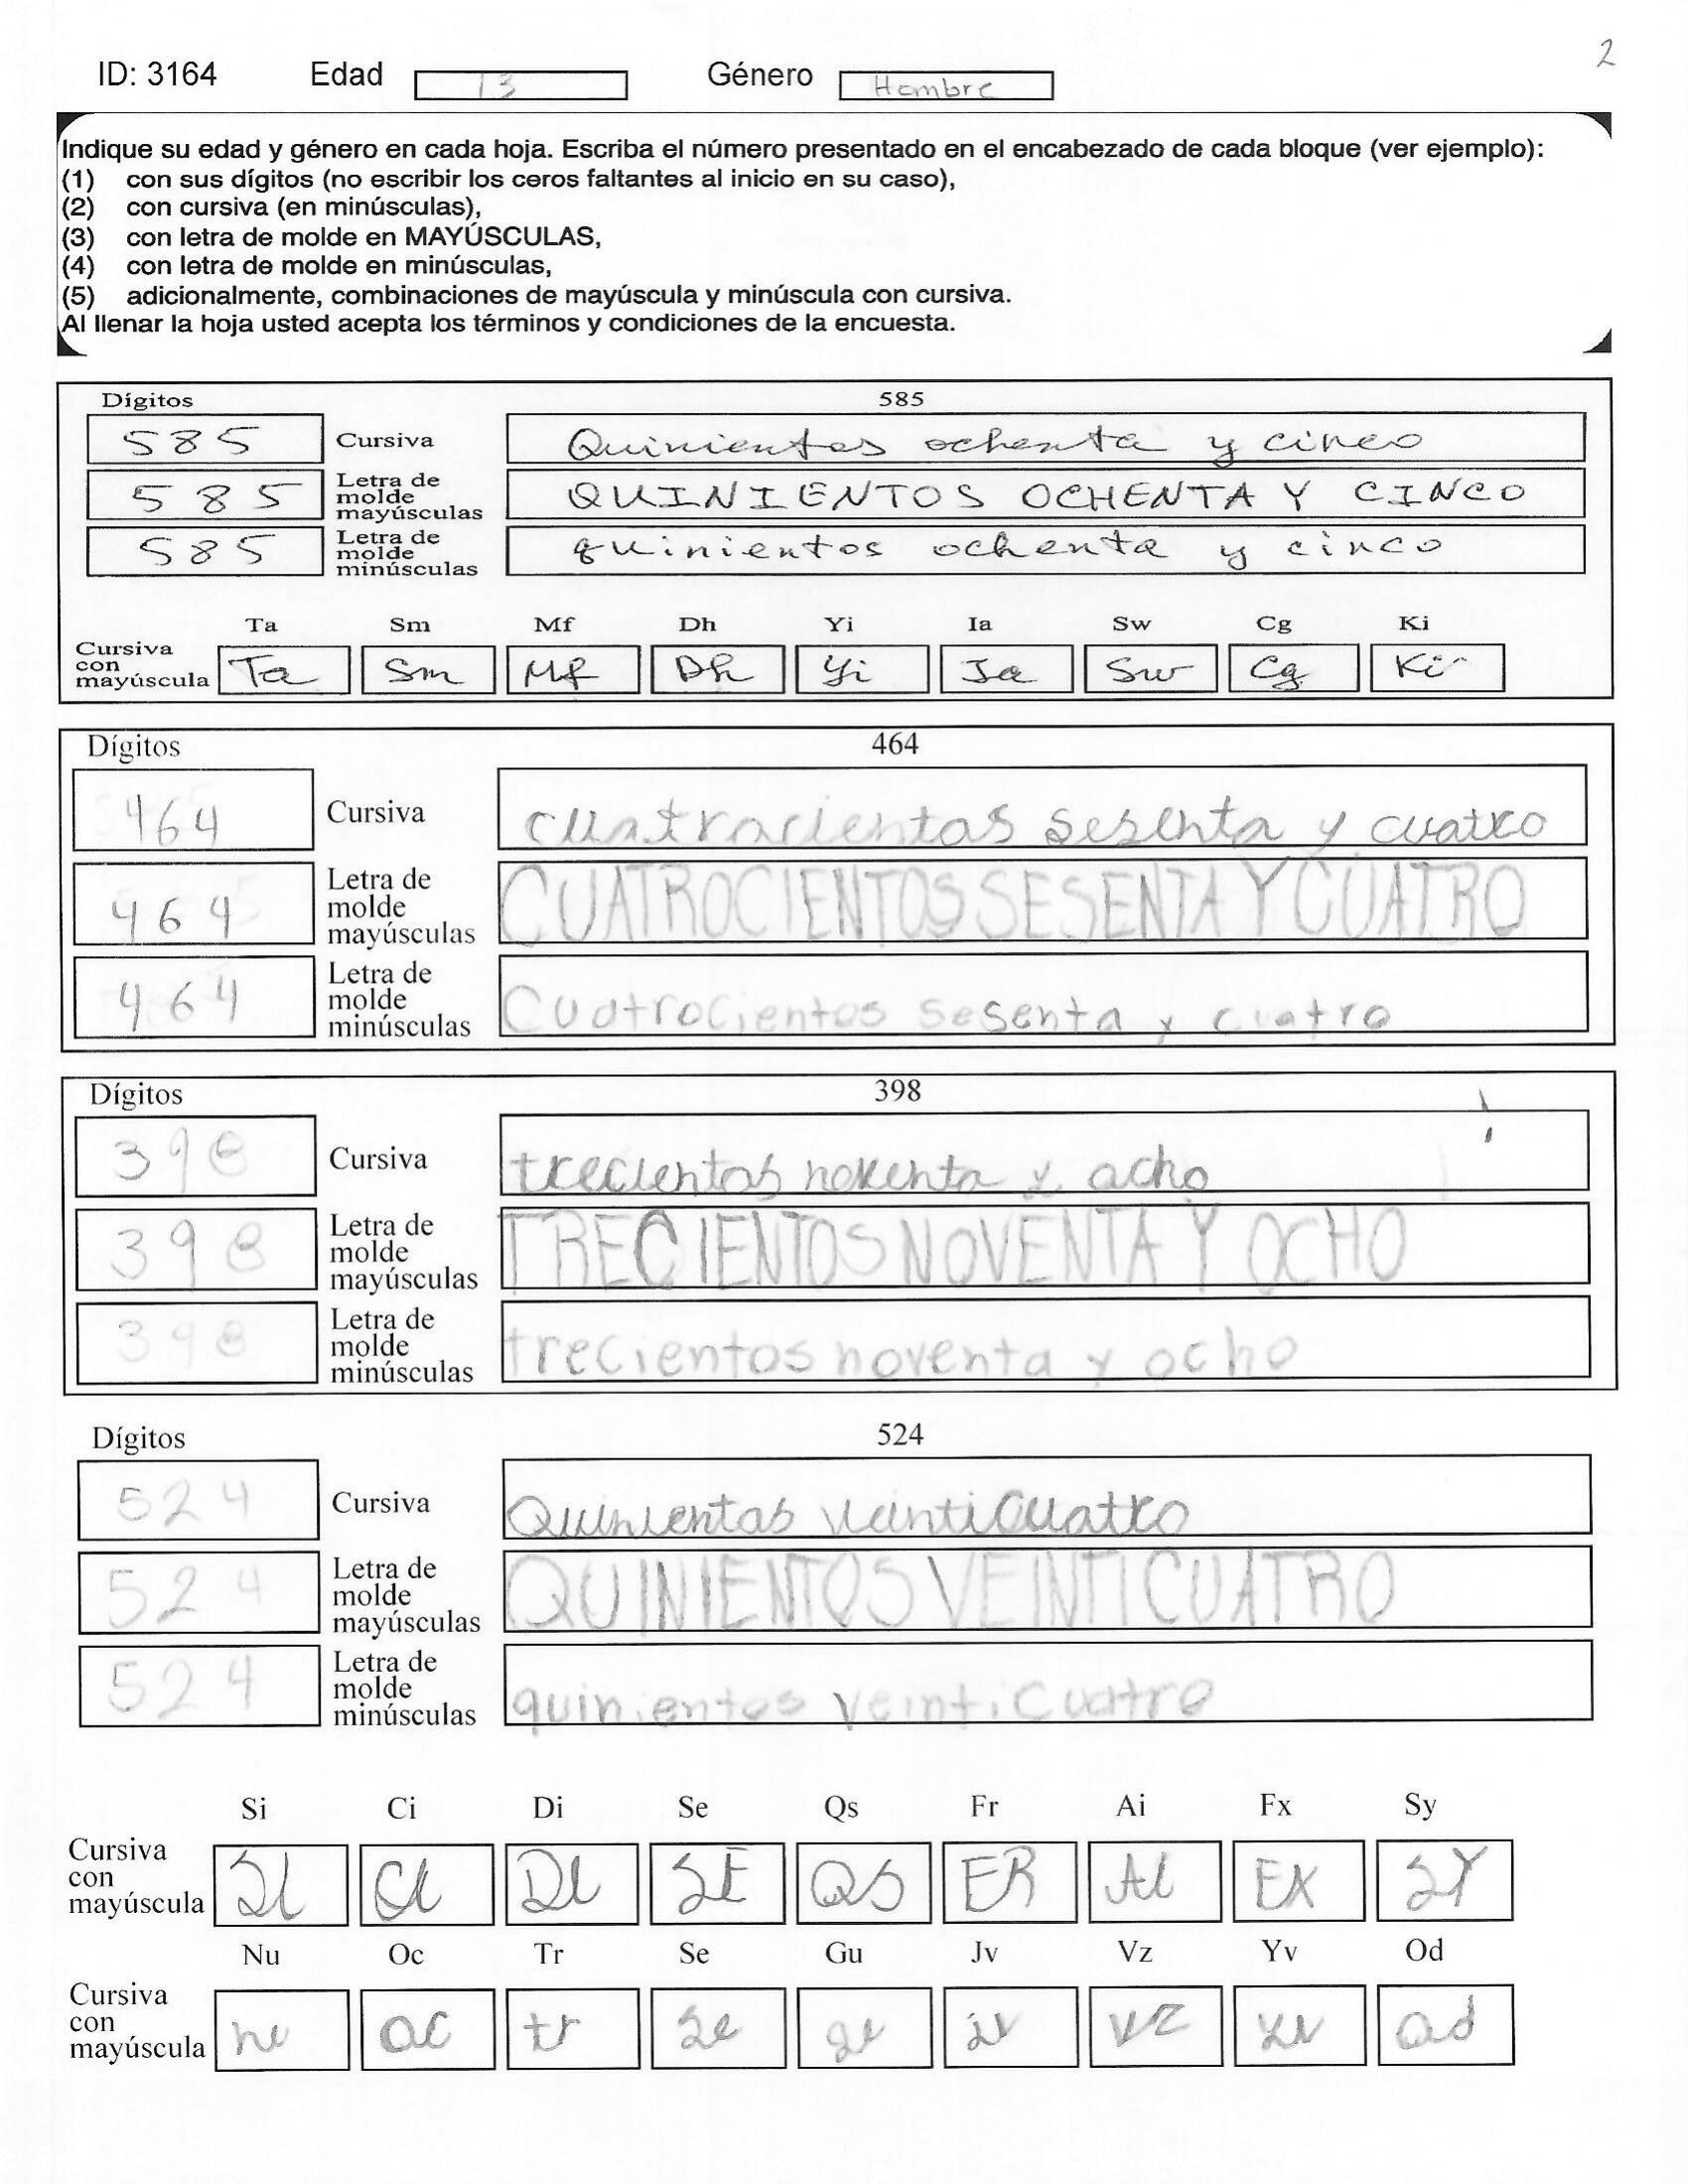 2
ID: 3164 Edad 13 Género Hombre
Indique su edad y género en cada hoja. Escriba el número presentado en el encabezado de cada bloque (ver ejemplo):
(1) con sus dígitos (no escribir los ceros faltantes al inicio en su caso),
(2) con cursiva (en minúsculas),
(3) con letra de molde en MAYÚSCULAS,
(4) con letra de molde en minúsculas,
(5) adicionalmente, combinaciones de mayúscula y minúscula con cursiva.
Al llenar la hoja usted acepta los términos y condiciones de la encuesta.
Dígitos 585
585 Cursiva Quinientos ochenta y cinco
585 Letra de molde mayúsculas QUINIENTOS OCHENTA Y CINCO
585 Letra de molde minúsculas quinientos ochenta y cinco
Ta Sm Mf Dh Yi Ia Sw Cg Ki
Cursiva con mayúscula Ta Sm Mf Dh Yi Ia Sw Cg Ki
Dígitos 464
464 Cursiva cuatrocientos sesenta y cuatro
464 Letra de molde mayúsculas CUATROCIENTOS SESENTA Y CUATRO
464 Letra de molde minúsculas Cuatrocientos sesenta y cuatro
Dígitos 398
398 Cursiva trecientos noventa y ocho
398 Letra de molde mayúsculas TRECIENTOS NOVENTA Y OCHO
398 Letra de molde minúsculas trecientos noventa y ocho
Dígitos 524
524 Cursiva Quinientos veinticuatro
524 Letra de molde mayúsculas QUINIENTOS VEINTICUATRO
524 Letra de molde minúsculas quinientos veinticuatro
Si Ci Di Se Qs Fr Ai Fx Sy
Cursiva con mayúscula SI CI DI SE QS ER AI EX SY
Nu Oc Tr Se Gu Jv Vz Yv Od
Cursiva con mayúscula nu oc tr se gu jv vz yv od